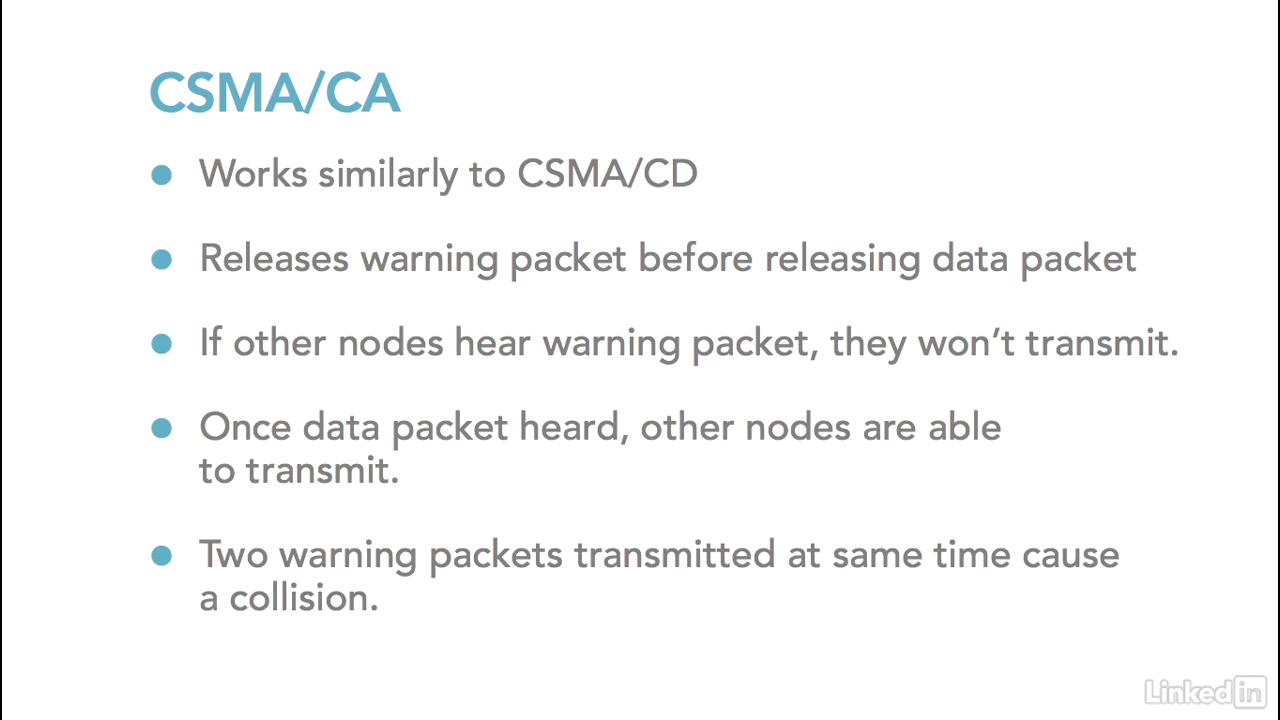 CSMA/CA
Works similarly to CSMA/CD
Releases warning packet before releasing data packet
If other nodes hear warning packet, they won’t transmit.
Once data packet heard, other nodes are able
to transmit.
Two warning packets transmitted at same time cause
a collision.
Linked in